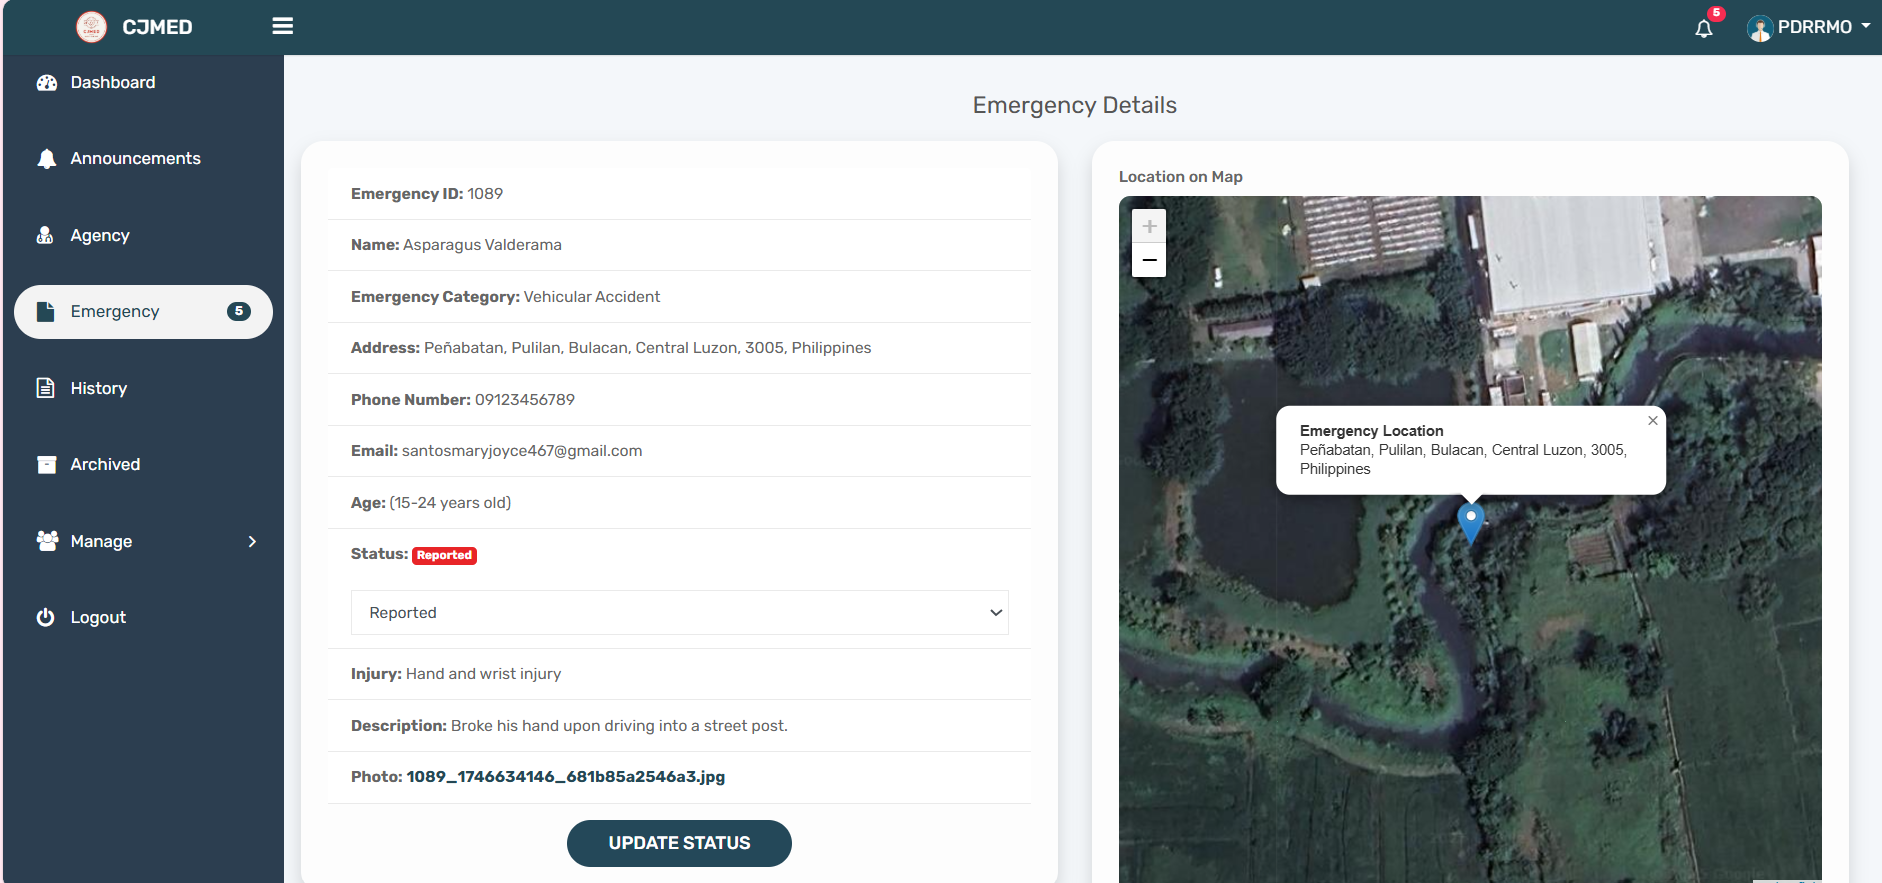 CJMED
5
PDRRMO
Dashboard
Announcements
Agency
Emergency 5
History
Archived
Manage
Logout
Emergency Details
Emergency ID: 1089
Name: Asparagus Valderama
Emergency Category: Vehicular Accident
Address: Peñabatan, Pulilan, Bulacan, Central Luzon, 3005, Philippines
Phone Number: 09123456789
Email: santosmaryjoyce467@gmail.com
Age: (15-24 years old)
Status: Reported
Reported
Injury: Hand and wrist injury
Description: Broke his hand upon driving into a street post.
Photo: 1089_1746634146_681b85a2546a3.jpg
UPDATE STATUS
Location on Map
+
−
Emergency Location ×
Peñabatan, Pulilan, Bulacan, Central Luzon, 3005,
Philippines